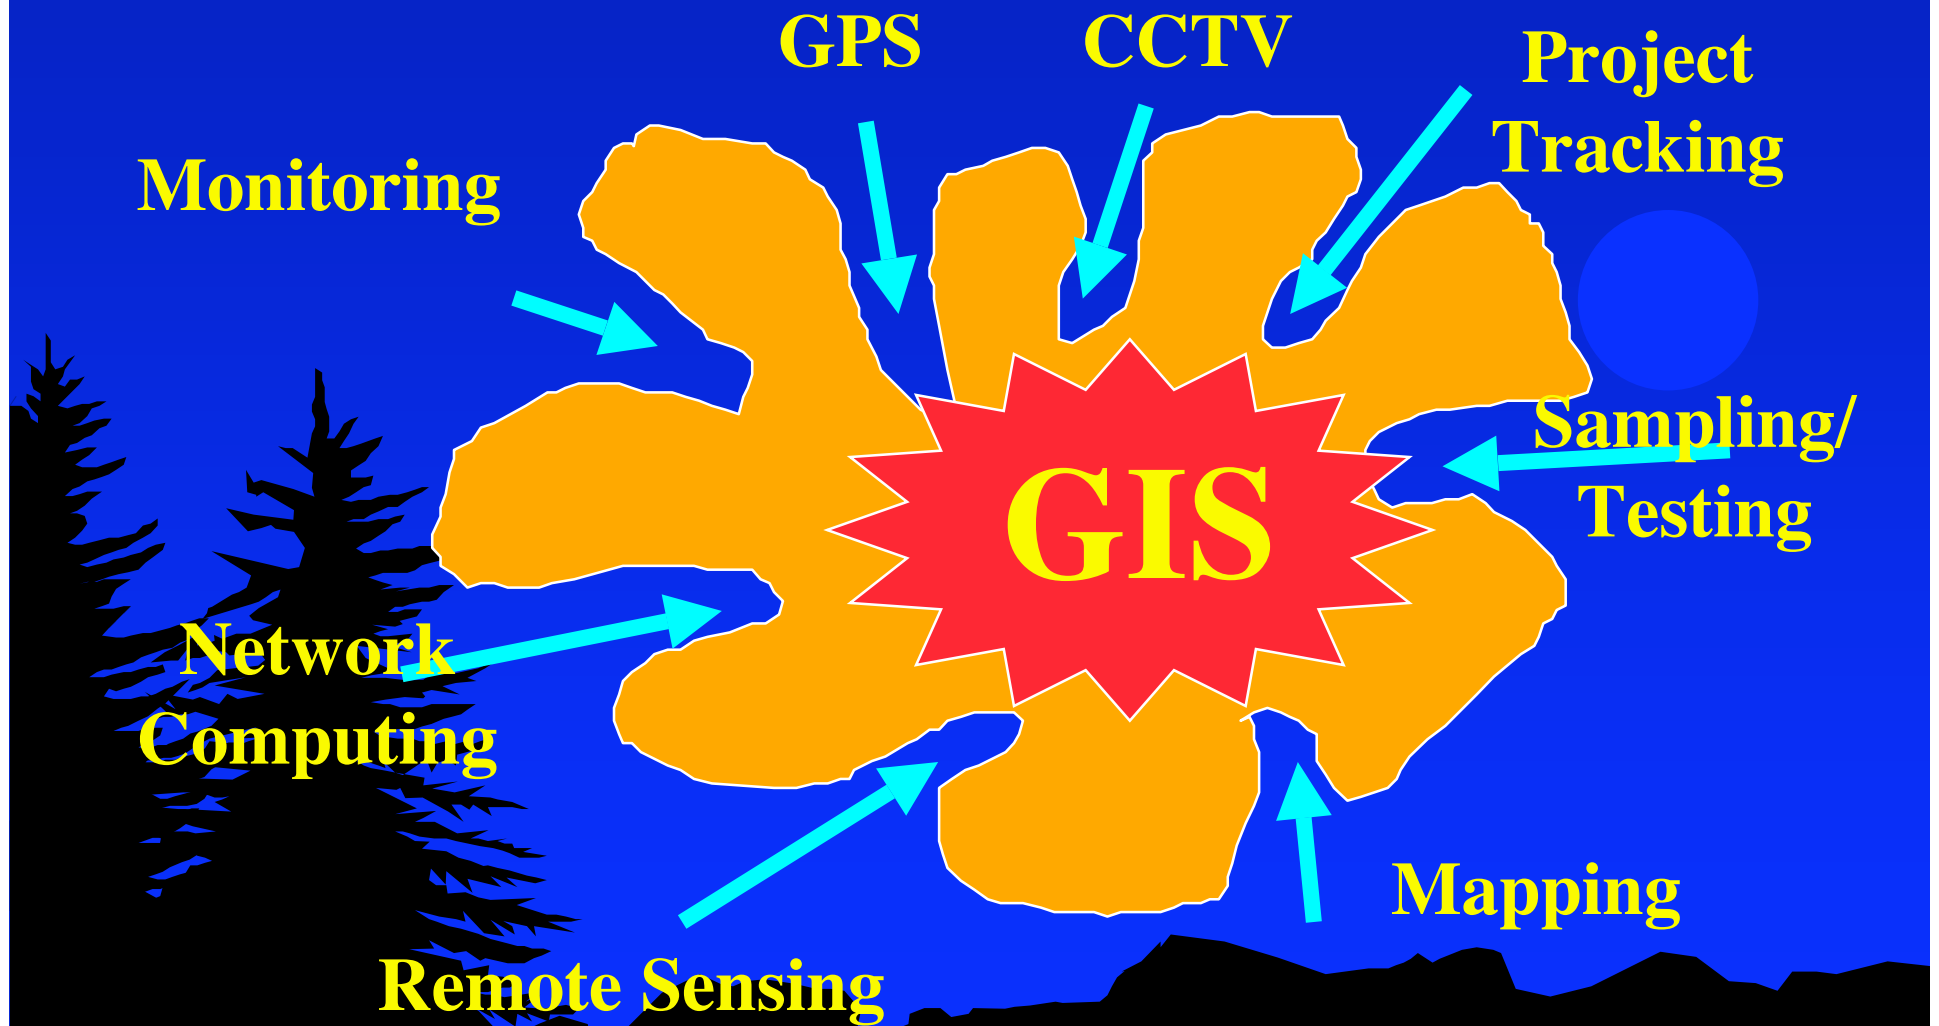 GPS
CCTV
Project
Tracking
Monitoring
Sampling/
Testing
GIS
Network
Computing
Mapping
Remote Sensing